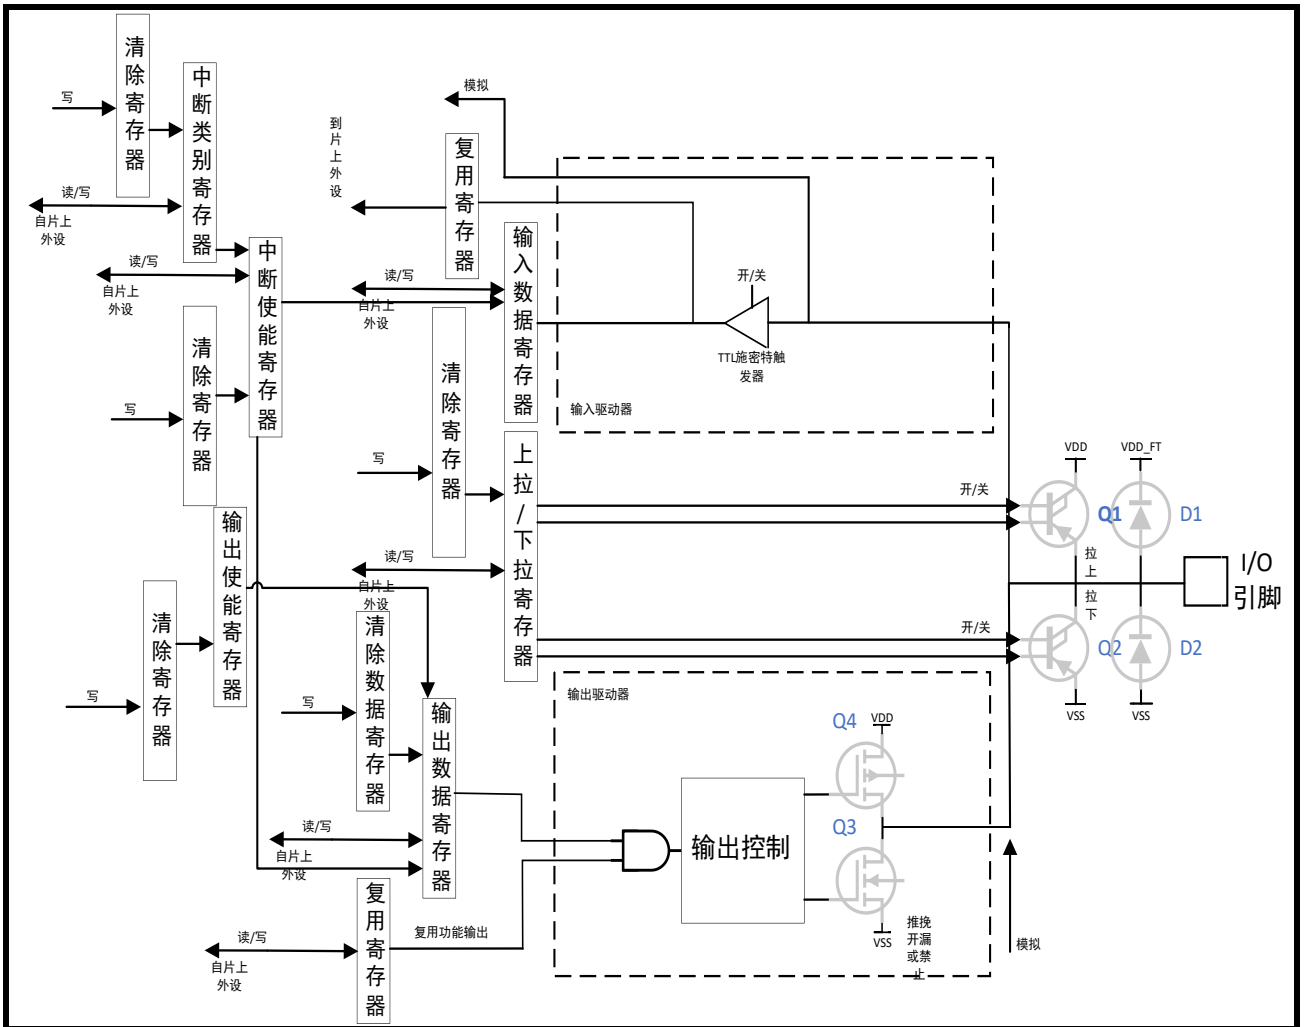 清除寄存器
写
中断类别寄存器
读/写
自片上
外设
中断使能寄存器
读/写
自片上
外设
清除寄存器
写
模拟
到片上外设
复用寄存器
输入数据寄存器
读/写
自片上
外设
开/关
TTL施密特触
发器
输入驱动器
清除寄存器
写
上拉/下拉寄存器
读/写
自片上
外设
开/关
开/关
VDD
VDD_FT
Q1
D1
拉上
拉下
I/O
引脚
Q2
D2
VSS
VSS
输出使能寄存器
清除寄存器
写
清除数据寄存器
写
输出数据寄存器
读/写
自片上
外设
复用寄存器
读/写
自片上
外设
复用功能输出
输出驱动器
输出控制
Q4
VDD
Q3
VSS
推挽
开漏
或禁
止
模拟